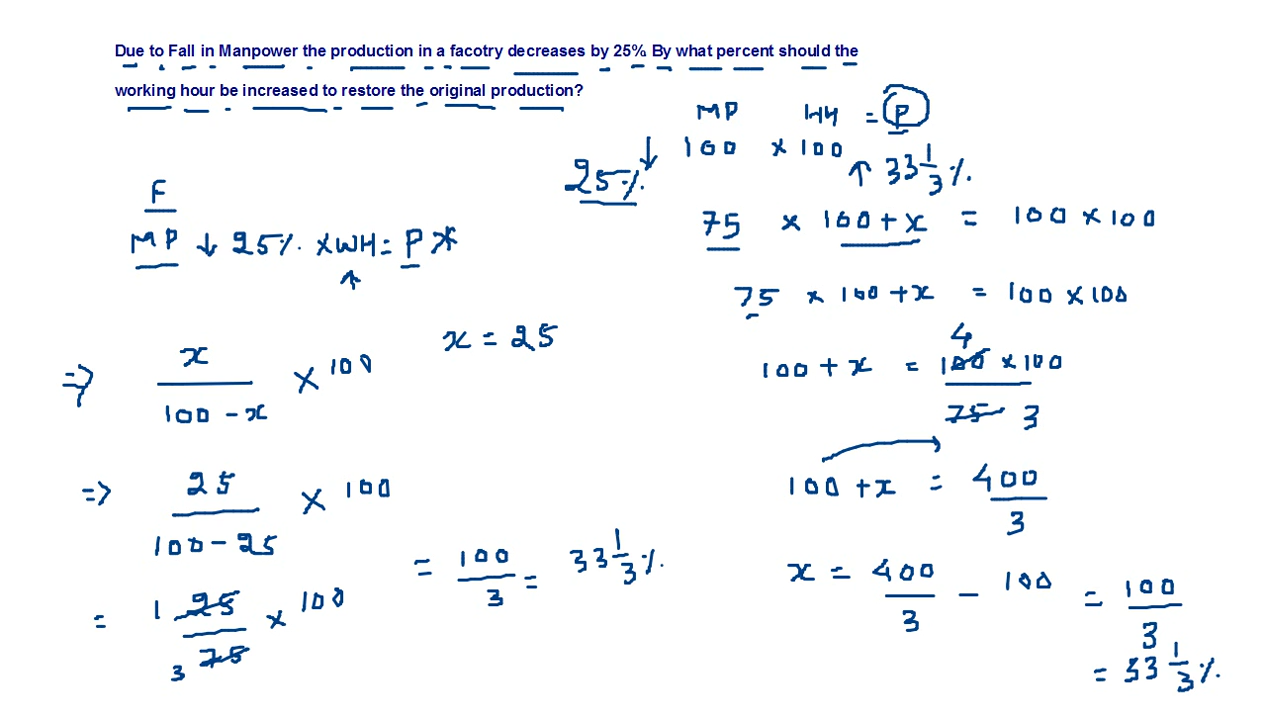 Due to Fall in Manpower the production in a facotry decreases by 25% By what percent should the
working hour be increased to restore the original production?
MP WH = P
25% ↓ 100 × 100 ↑ 33 1/3 %
F
MP ↓ 25% × WH = P *
↑
75 × 100 + x = 100 × 100
75 × 100 + x = 100 × 100
⇒ x / 100 - x × 100
x = 25
100 + x = 4 100 × 100 / 75 3
⇒ 25 / 100 - 25 × 100
100 + x = 400 / 3
= 1 25 / 3 75 × 100 = 100 / 3 = 33 1/3 %
x = 400 / 3 - 100 = 100 / 3
= 33 1/3 %